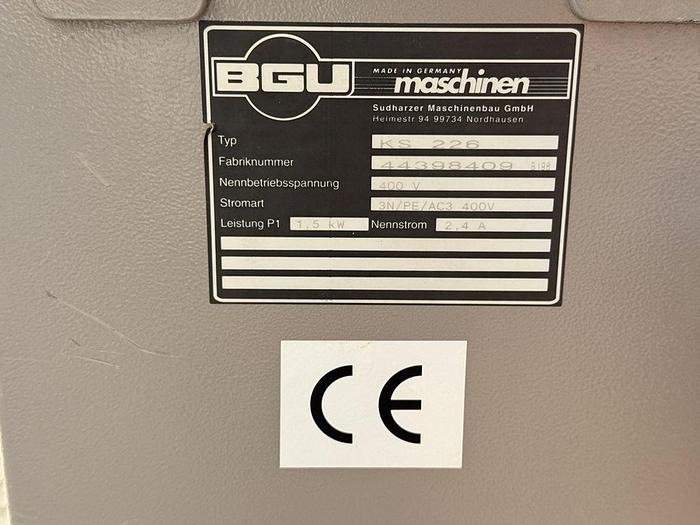 BGU MADE IN GERMANY maschinen
Sudharzer Maschinenbau GmbH
Heimestr 94 99734 Nordhausen
Typ KS 226
Fabriknummer 44398409 8198
Nennbetriebsspannung 400 V
Stromart 3N/PE/AC3 400V
Leistung P1 1,5 kW Nennstrom 2,4 A
CE